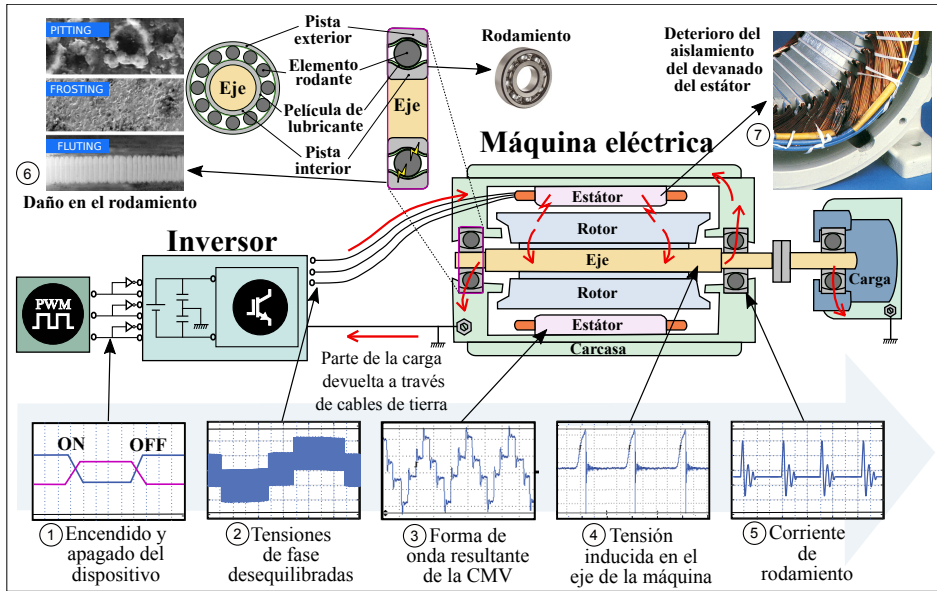 6
PITTING
FROSTING
FLUTING
Daño en el rodamiento
Pista
exterior
Elemento
rodante
Película de
lubricante
Pista
interior
Eje
Eje
Rodamiento
Deterioro del
aislamiento
del devanado
del estátor
7
Máquina eléctrica
Estátor
Rotor
Eje
Rotor
Estátor
Carcasa
Carga
Inversor
PWM
Parte de la carga
devuelta a través
de cables de tierra
ON OFF
1 Encendido y
apagado del
dispositivo
2 Tensiones
de fase
desequilibradas
3 Forma de
onda resultante
de la CMV
4 Tensión
inducida en el
eje de la máquina
5 Corriente
de
rodamiento